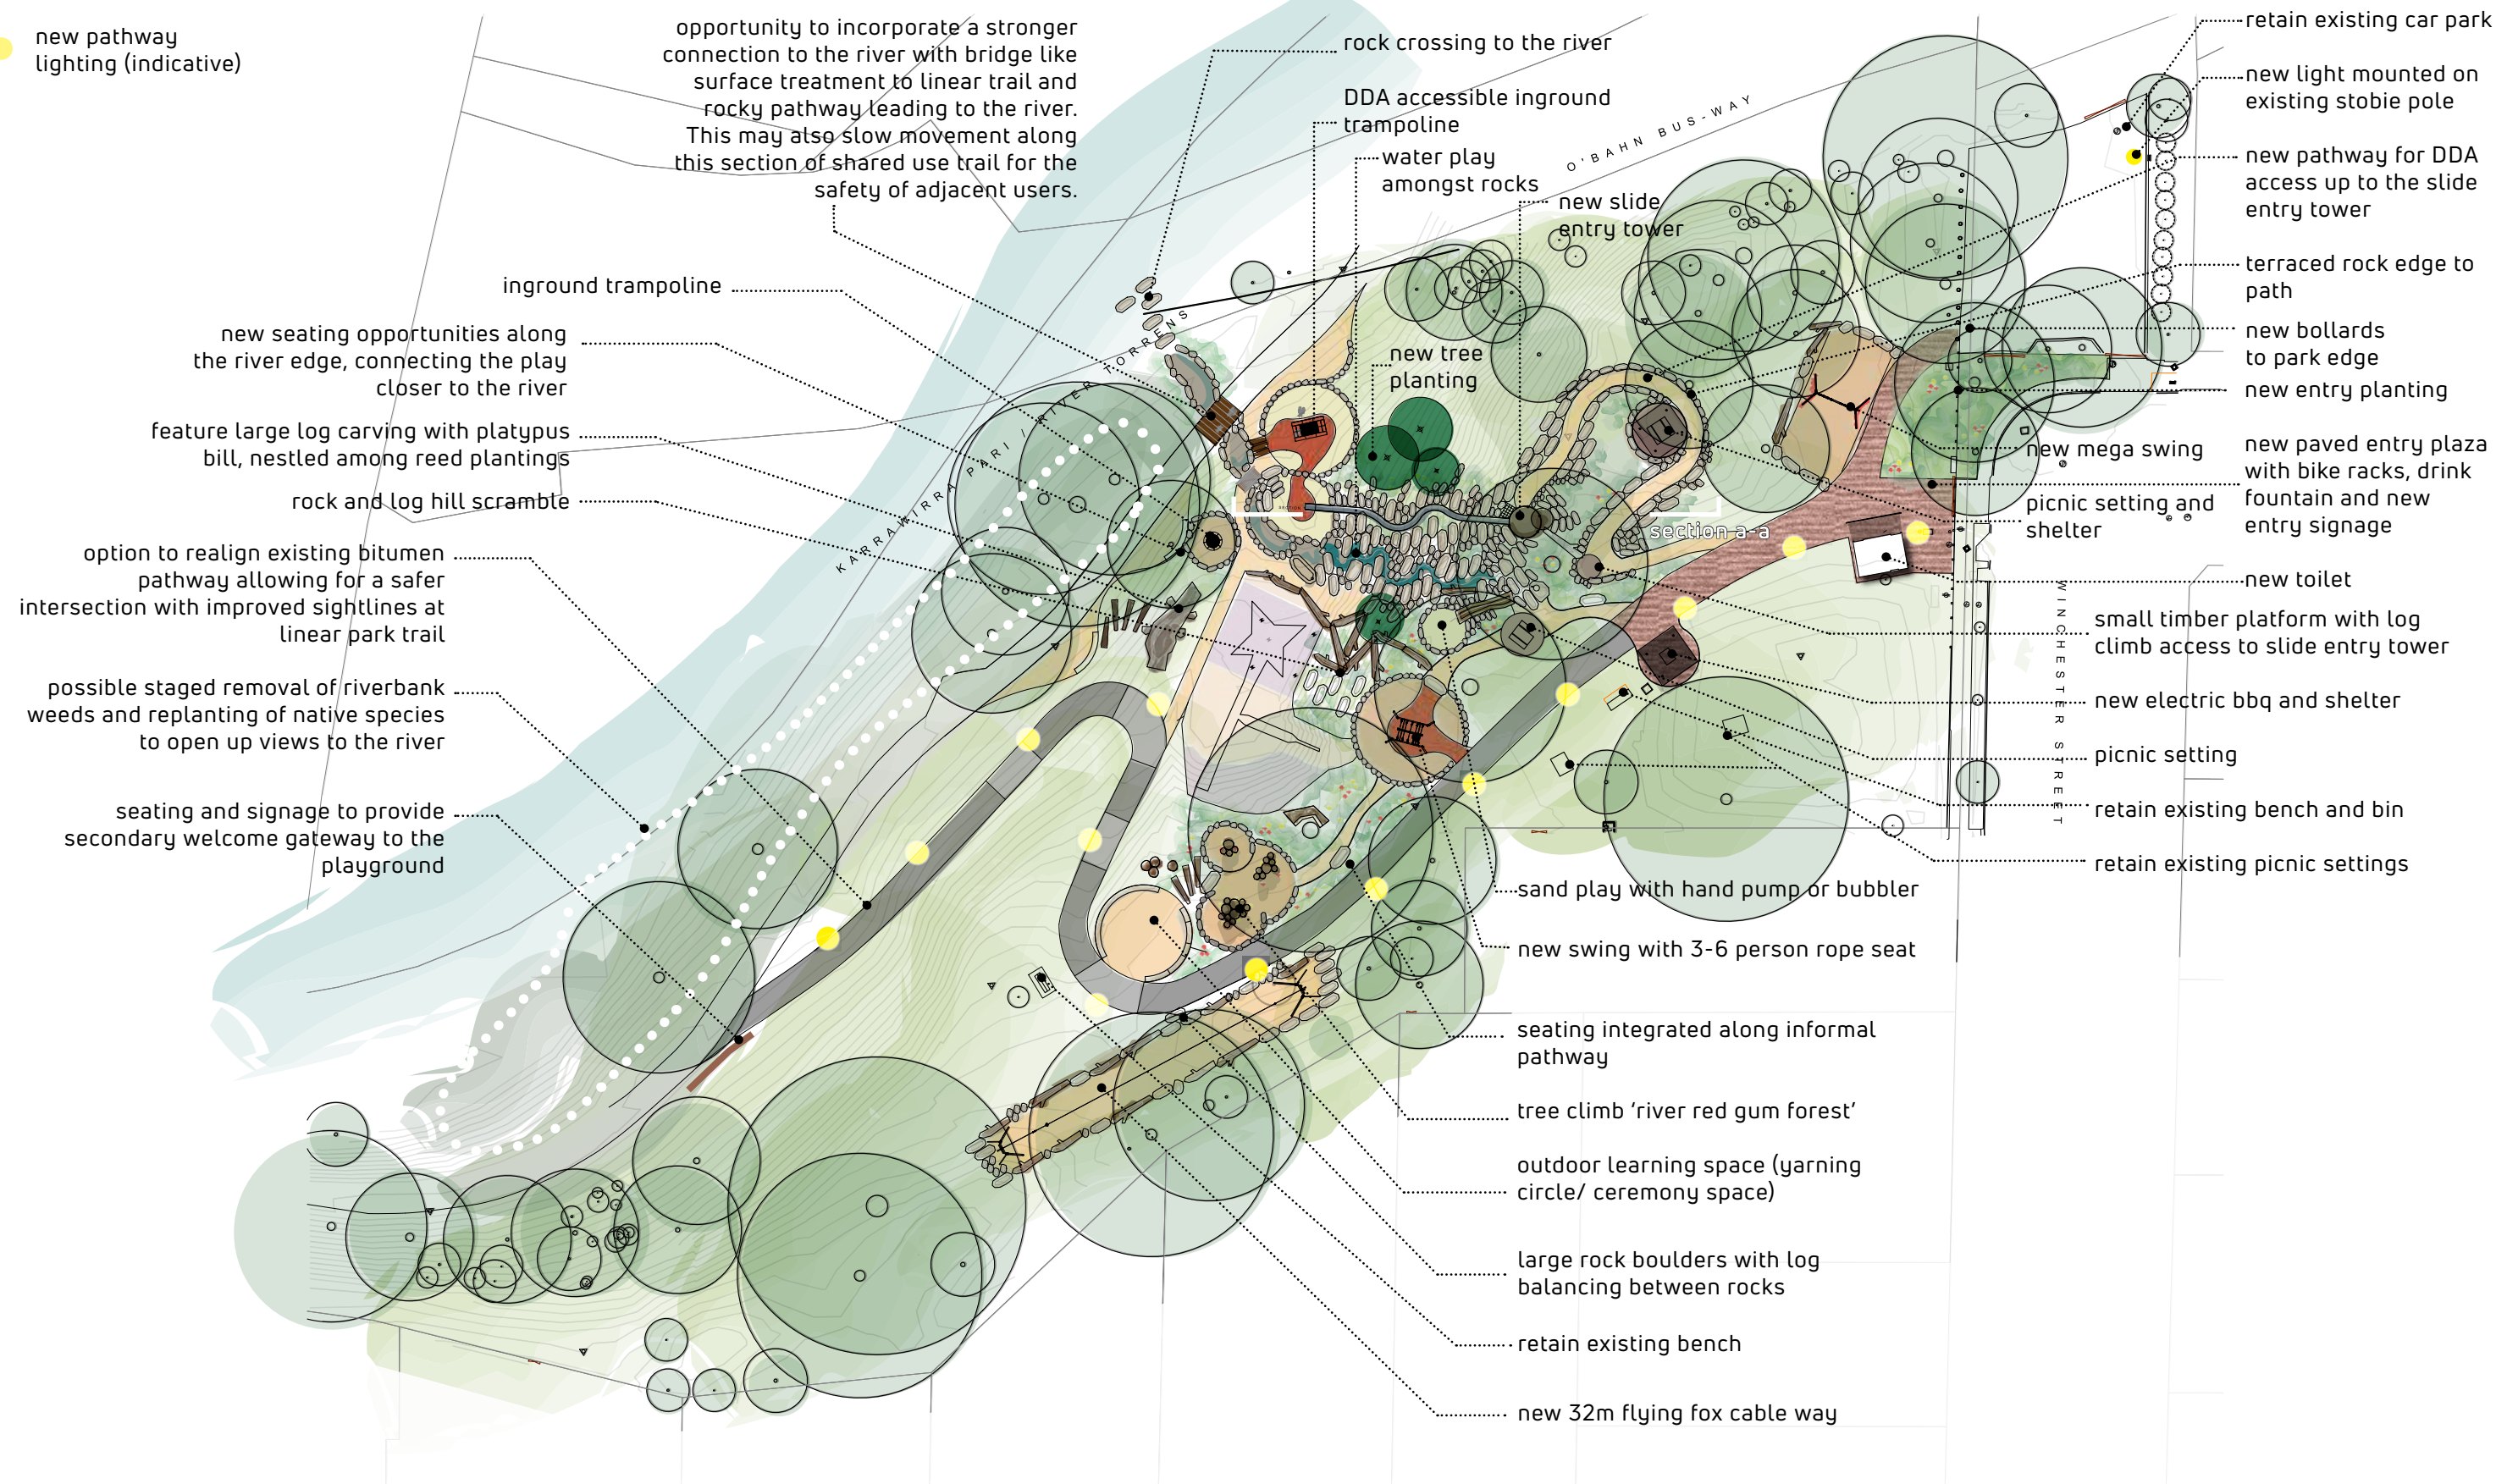 new pathway
lighting (indicative)
opportunity to incorporate a stronger
connection to the river with bridge like
surface treatment to linear trail and
rocky pathway leading to the river.
This may also slow movement along
this section of shared use trail for the
safety of adjacent users.
inground trampoline
new seating opportunities along
the river edge, connecting the play
closer to the river
feature large log carving with platypus
bill, nestled among reed plantings
rock and log hill scramble
option to realign existing bitumen
pathway allowing for a safer
intersection with improved sightlines at
linear park trail
possible staged removal of riverbank
weeds and replanting of native species
to open up views to the river
seating and signage to provide
secondary welcome gateway to the
playground
KARRAWIRRA PARI / RIVER TORRENS
rock crossing to the river
DDA accessible inground
trampoline
water play
amongst rocks
O'BAHN BUS-WAY
new slide
entry tower
new tree
planting
section a-a
retain existing car park
new light mounted on
existing stobie pole
new pathway for DDA
access up to the slide
entry tower
terraced rock edge to
path
new bollards
to park edge
new entry planting
new mega swing
new paved entry plaza
with bike racks, drink
fountain and new
entry signage
picnic setting and
shelter
new toilet
WINCHESTER STREET
small timber platform with log
climb access to slide entry tower
new electric bbq and shelter
picnic setting
retain existing bench and bin
retain existing picnic settings
sand play with hand pump or bubbler
new swing with 3-6 person rope seat
seating integrated along informal
pathway
tree climb ‘river red gum forest’
outdoor learning space (yarning
circle/ ceremony space)
large rock boulders with log
balancing between rocks
retain existing bench
new 32m flying fox cable way